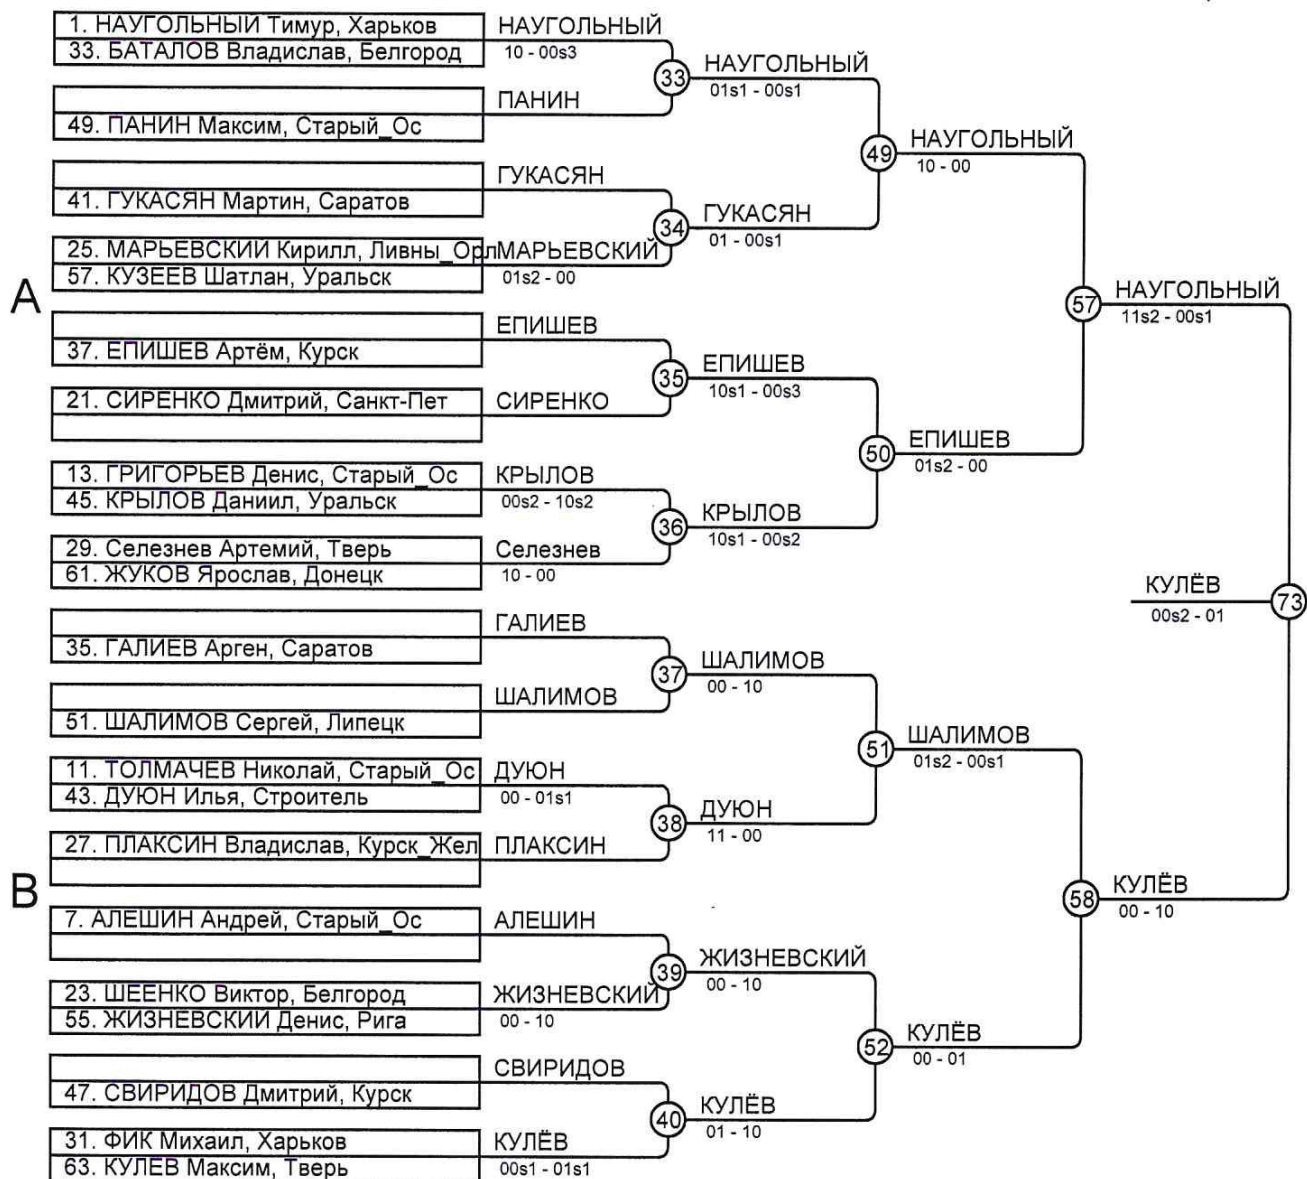 1. НАУГОЛЬНЫЙ Тимур, Харьков
33. БАТАЛОВ Владислав, Белгород
НАУГОЛЬНЫЙ
10 - 00s3
49. ПАНИН Максим, Старый_Ос
ПАНИН
33
НАУГОЛЬНЫЙ
01s1 - 00s1
41. ГУКАСЯН Мартин, Саратов
ГУКАСЯН
25. МАРЬЕВСКИЙ Кирилл, Ливны_Орл
57. КУЗЕЕВ Шатлан, Уральск
МАРЬЕВСКИЙ
01s2 - 00
34
ГУКАСЯН
01 - 00s1
49
НАУГОЛЬНЫЙ
10 - 00
A
37. ЕПИШЕВ Артём, Курск
ЕПИШЕВ
21. СИРЕНКО Дмитрий, Санкт-Пет
СИРЕНКО
35
ЕПИШЕВ
10s1 - 00s3
13. ГРИГОРЬЕВ Денис, Старый_Ос
45. КРЫЛОВ Даниил, Уральск
КРЫЛОВ
00s2 - 10s2
29. Селезнев Артемий, Тверь
61. ЖУКОВ Ярослав, Донецк
Селезнев
10 - 00
36
КРЫЛОВ
10s1 - 00s2
50
ЕПИШЕВ
01s2 - 00
57
НАУГОЛЬНЫЙ
11s2 - 00s1
35. ГАЛИЕВ Арген, Саратов
ГАЛИЕВ
51. ШАЛИМОВ Сергей, Липецк
ШАЛИМОВ
37
ШАЛИМОВ
00 - 10
11. ТОЛМАЧЕВ Николай, Старый_Ос
43. ДУЮН Илья, Строитель
ДУЮН
00 - 01s1
27. ПЛАКСИН Владислав, Курск_Жел
ПЛАКСИН
38
ДУЮН
11 - 00
51
ШАЛИМОВ
01s2 - 00s1
B
7. АЛЕШИН Андрей, Старый_Ос
АЛЕШИН
23. ШЕЕНКО Виктор, Белгород
55. ЖИЗНЕВСКИЙ Денис, Рига
ЖИЗНЕВСКИЙ
00 - 10
39
ЖИЗНЕВСКИЙ
00 - 10
47. СВИРИДОВ Дмитрий, Курск
СВИРИДОВ
31. ФИК Михаил, Харьков
63. КУЛЁВ Максим, Тверь
КУЛЁВ
00s1 - 01s1
40
КУЛЁВ
01 - 10
52
КУЛЁВ
00 - 01
58
КУЛЁВ
00 - 10
КУЛЁВ
00s2 - 01
73